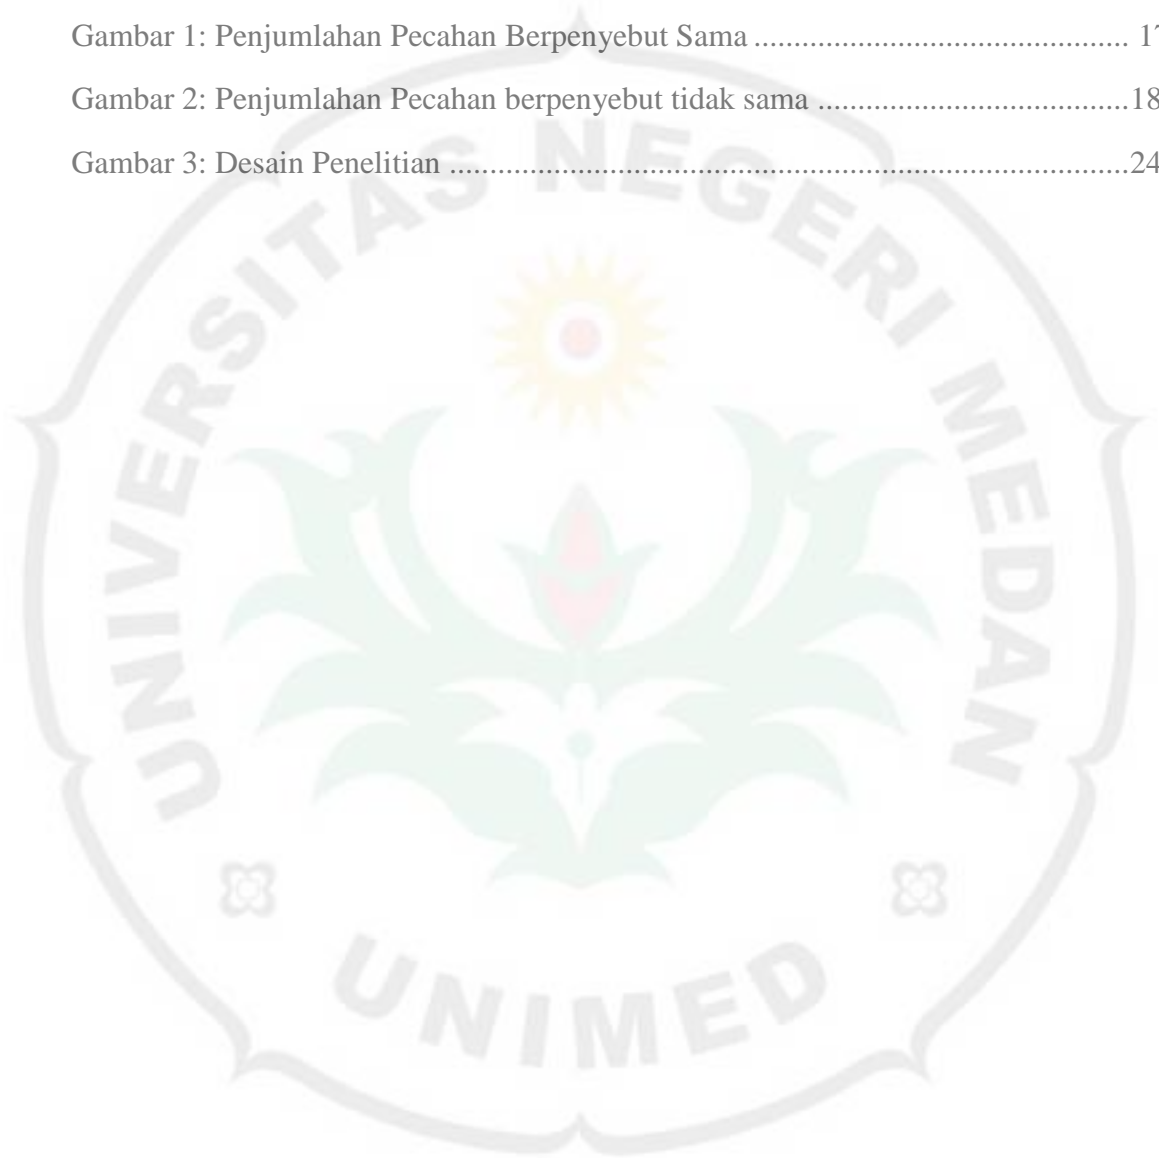 Gambar 1: Penjumlahan Pecahan Berpenyebut Sama ........................................ 17
Gambar 2: Penjumlahan Pecahan berpenyebut tidak sama .................................18
Gambar 3: Desain Penelitian ........................................................................24
UNIVERSITAS NEGERI MEDAN
UNIMED